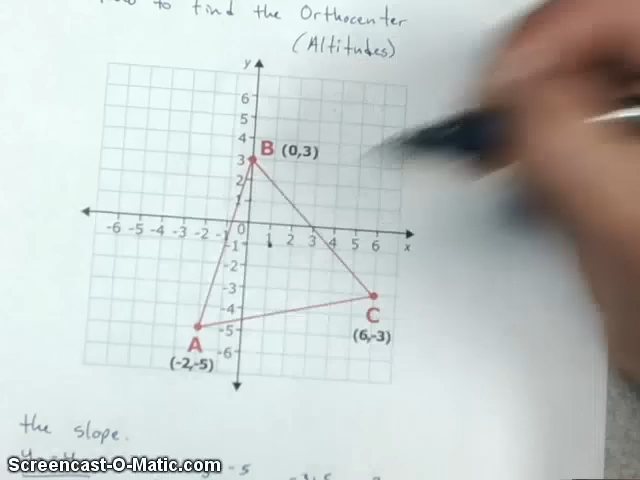 to find the Orthocenter
(Altitudes)
y
6
5
4
B (0,3)
3
2
1
-6 -5 -4 -3 -2 -1 0 1 2 3 4 5 6 x
-1
-2
-3
-4
C
(6,-3)
-5
A
-6
(-2,-5)
the slope.
Screencast-O-Matic.com